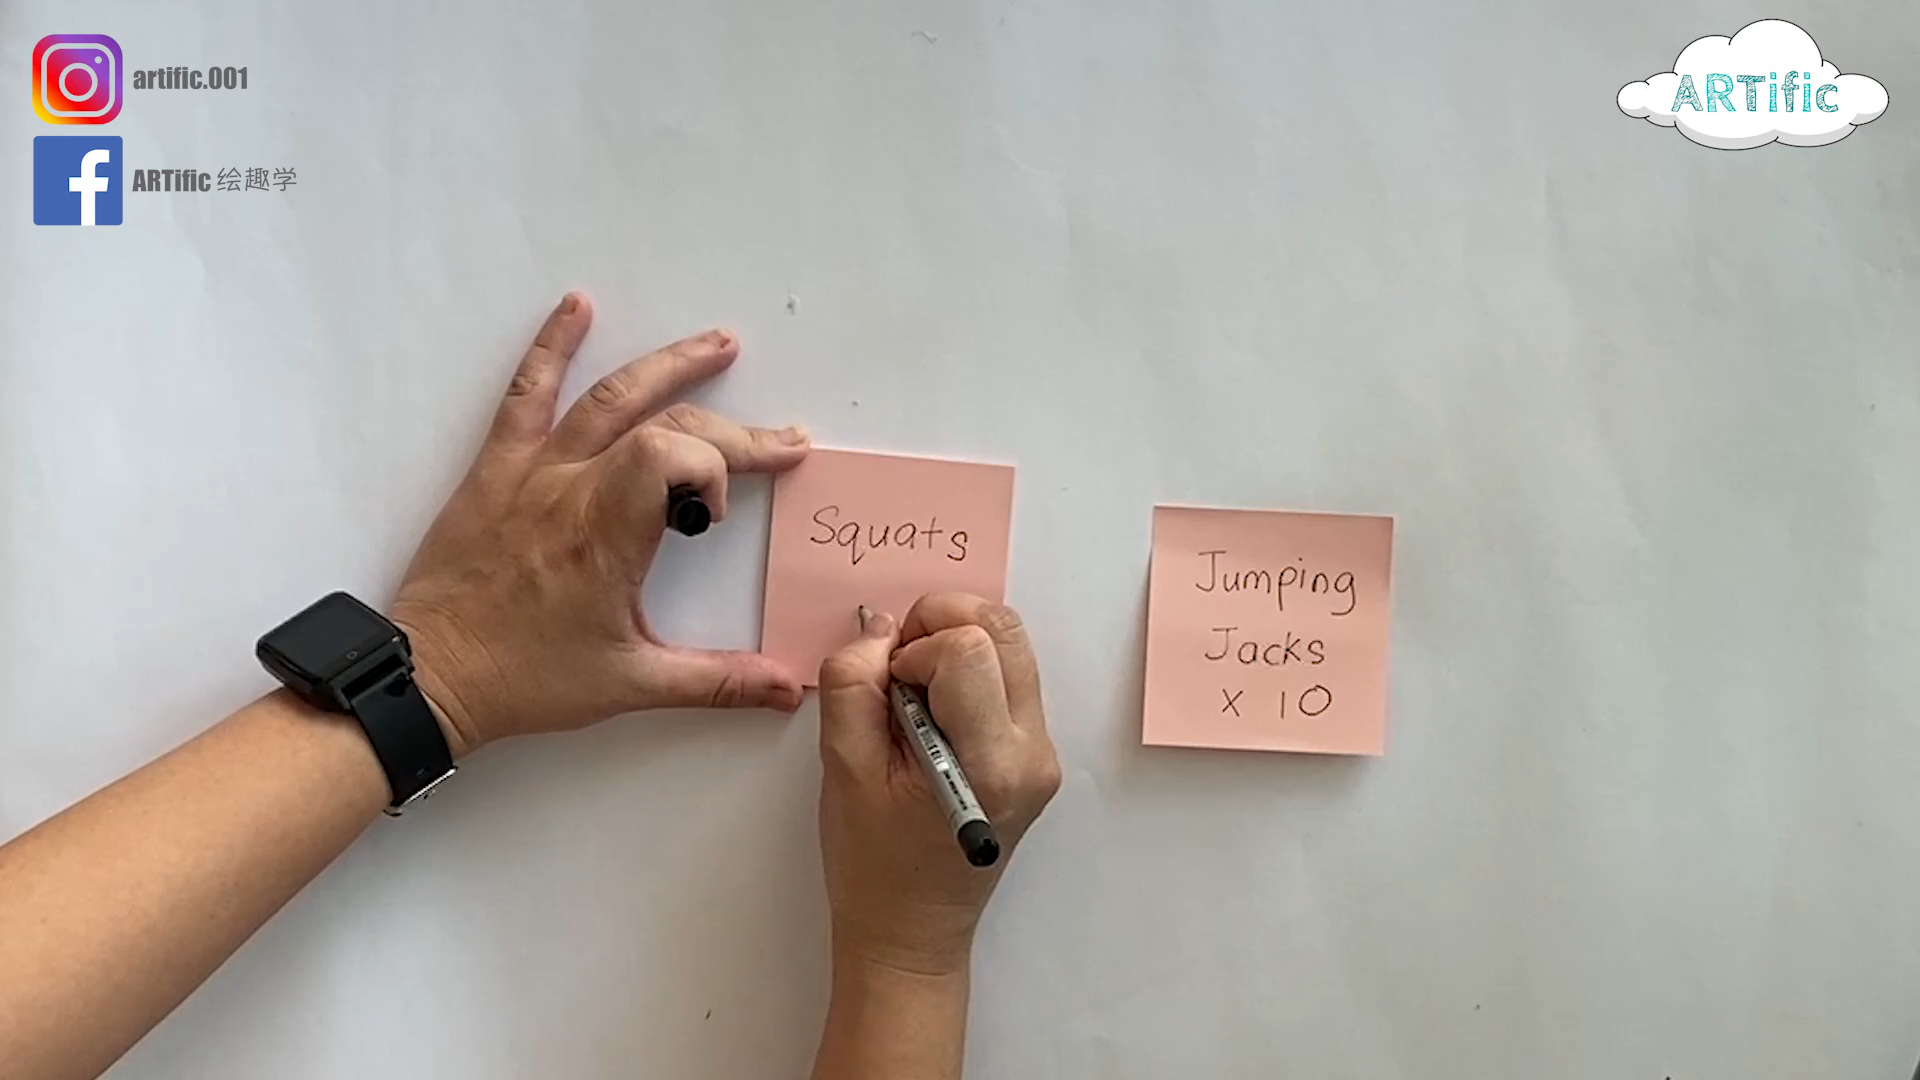 artific.001
ARTific 绘趣学
ARTific
Squats
Jumping
Jacks
x 10